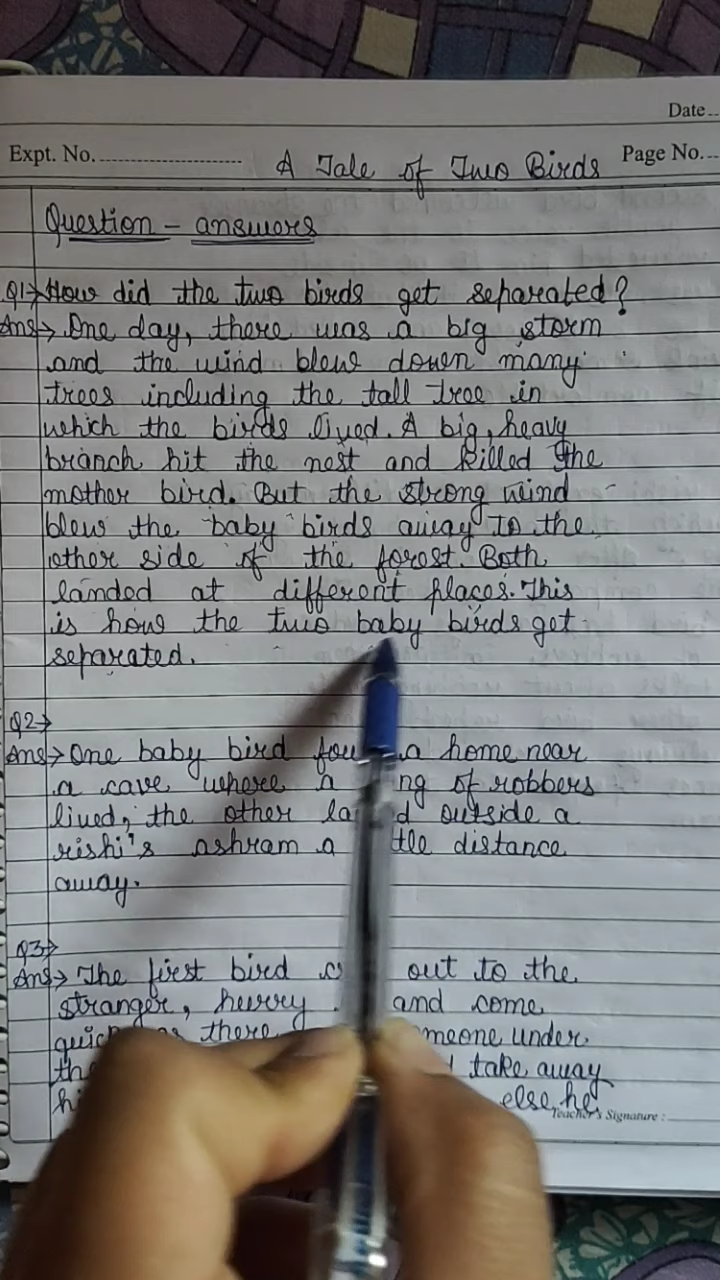 Date
Expt. No. A Tale of Two Birds Page No.
Question - answers
Q1→ How did the two birds get separated?
Ans→ One day, there was a big storm
and the wind blew down many
trees including the tall tree in
which the birds lived. A big, heavy
branch hit the nest and killed the
mother bird. But the strong wind
blew the baby birds away to the
other side of the forest. Both
landed at different places. This
is how the two baby birds get
separated.
Q2→
Ans→ One baby bird a home near
a cave where of robbers
lived, the other outside a
rishi's ashram a distance
away.
Q3→
Ans→ The first bird out to the
stranger, hurry and come
there under
take away
else he
Teacher's Signature :